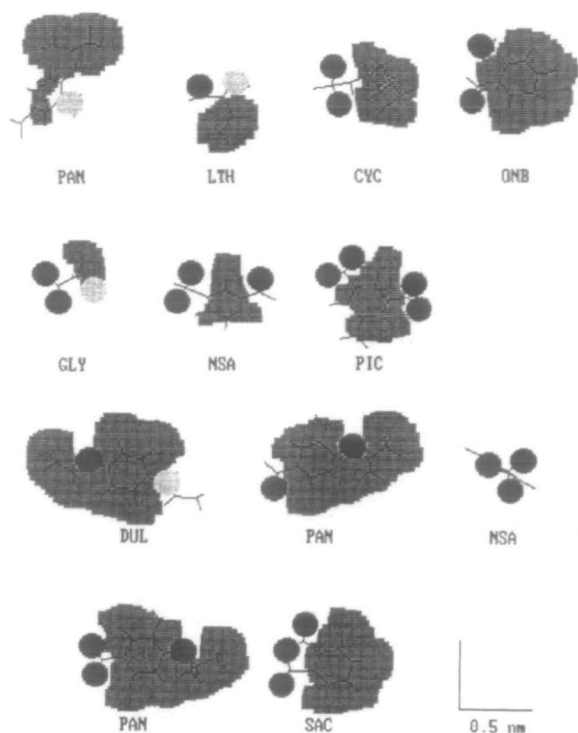 PAN LTH CYC ONB
GLY NSA PIC
DUL PAN NSA
PAN SAC
0.5 nm